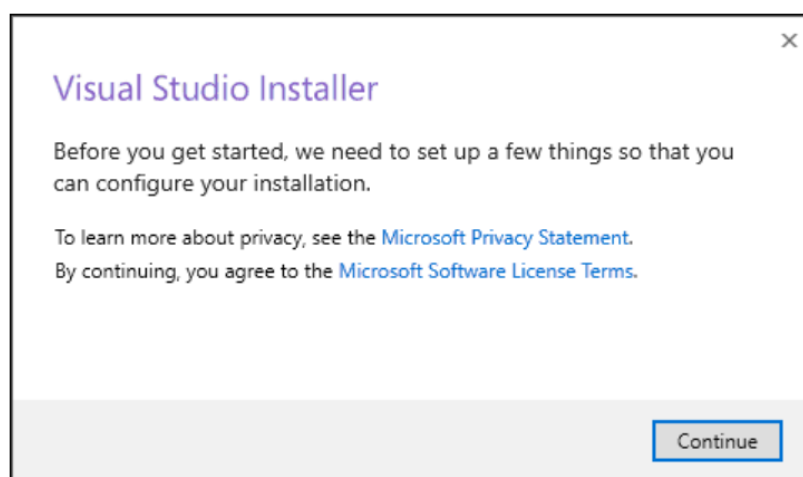 Visual Studio Installer
Before you get started, we need to set up a few things so that you
can configure your installation.
To learn more about privacy, see the Microsoft Privacy Statement.
By continuing, you agree to the Microsoft Software License Terms.
Continue